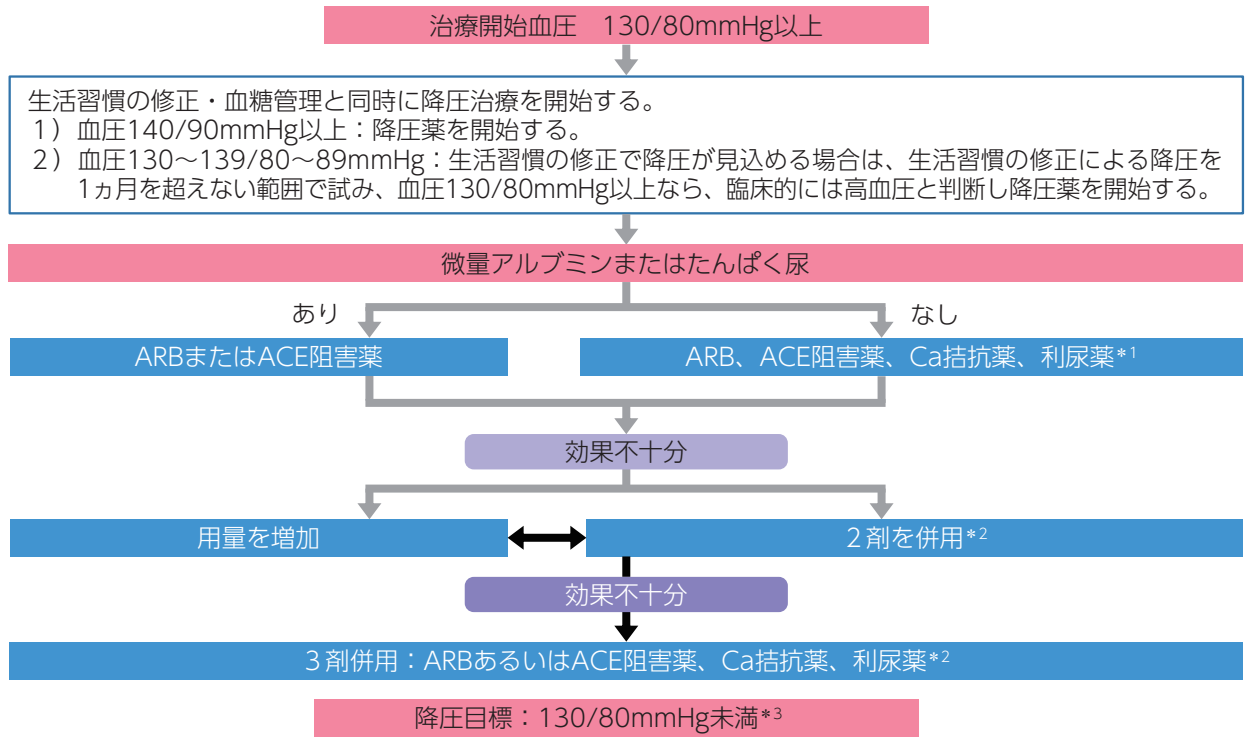 治療開始血圧　130/80mmHg以上
生活習慣の修正・血糖管理と同時に降圧治療を開始する。
1）血圧140/90mmHg以上：降圧薬を開始する。
2）血圧130〜139/80〜89mmHg：生活習慣の修正で降圧が見込める場合は、生活習慣の修正による降圧を
1ヵ月を超えない範囲で試み、血圧130/80mmHg以上なら、臨床的には高血圧と判断し降圧薬を開始する。
微量アルブミンまたはたんぱく尿
あり
なし
ARBまたはACE阻害薬
ARB、ACE阻害薬、Ca拮抗薬、利尿薬*1
効果不十分
用量を増加
2剤を併用*2
効果不十分
3剤併用：ARBあるいはACE阻害薬、Ca拮抗薬、利尿薬*2
降圧目標：130/80mmHg未満*3